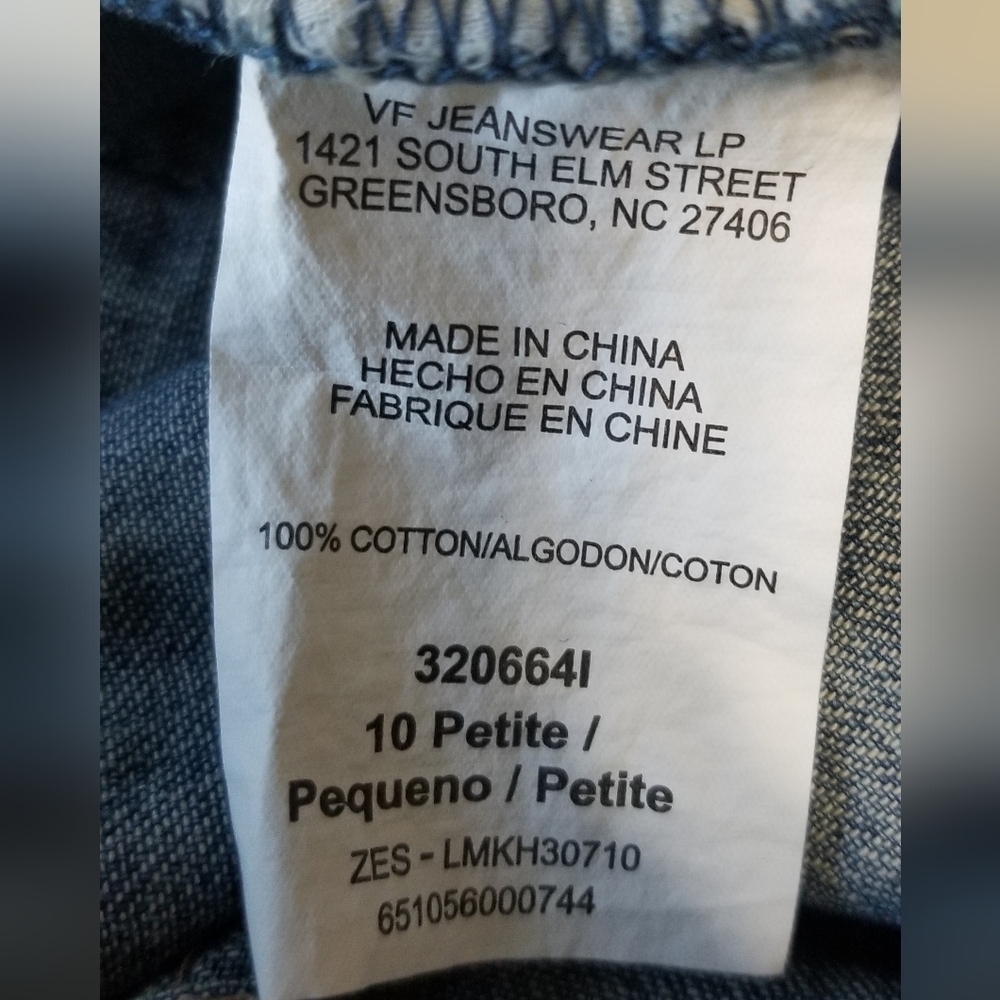 VF JEANSWEAR LP
1421 SOUTH ELM STREET
GREENSBORO, NC 27406
MADE IN CHINA
HECHO EN CHINA
FABRIQUE EN CHINE
100% COTTON/ALGODON/COTON
320664I
10 Petite /
Pequeno / Petite
ZES - LMKH30710
651056000744